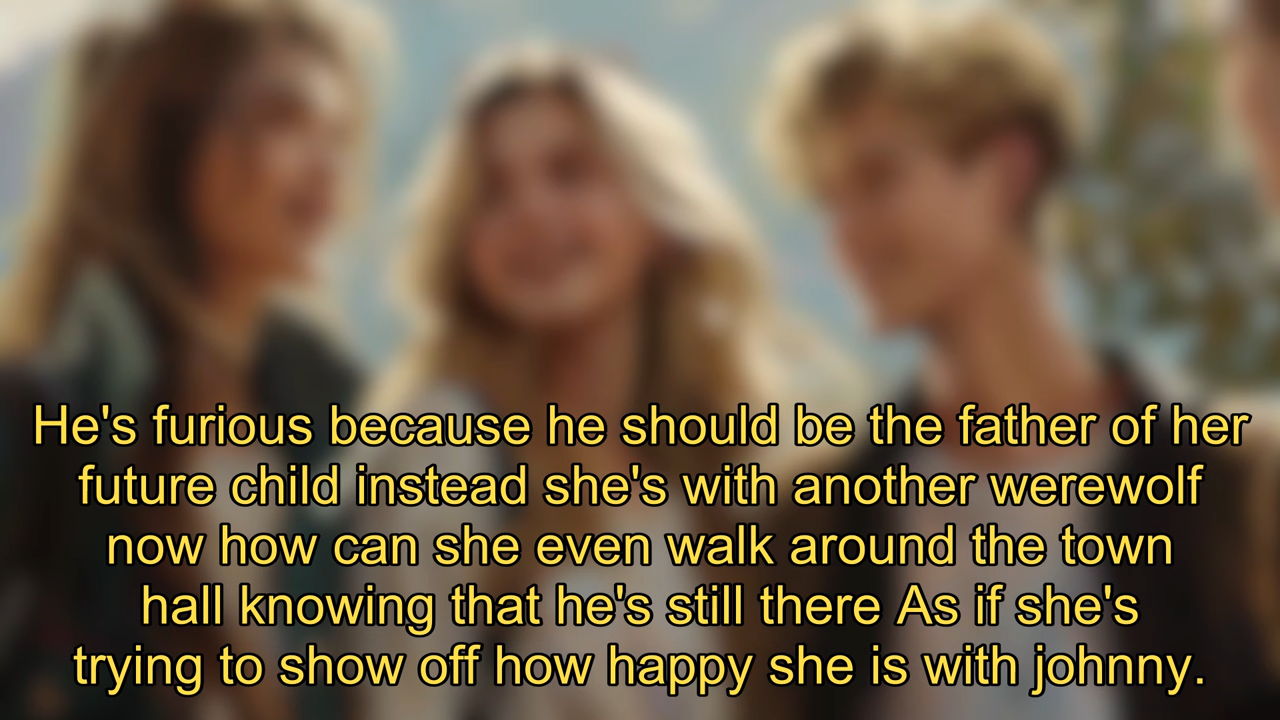 He's furious because he should be the father of her
future child instead she's with another werewolf
now how can she even walk around the town
hall knowing that he's still there As if she's
trying to show off how happy she is with johnny.